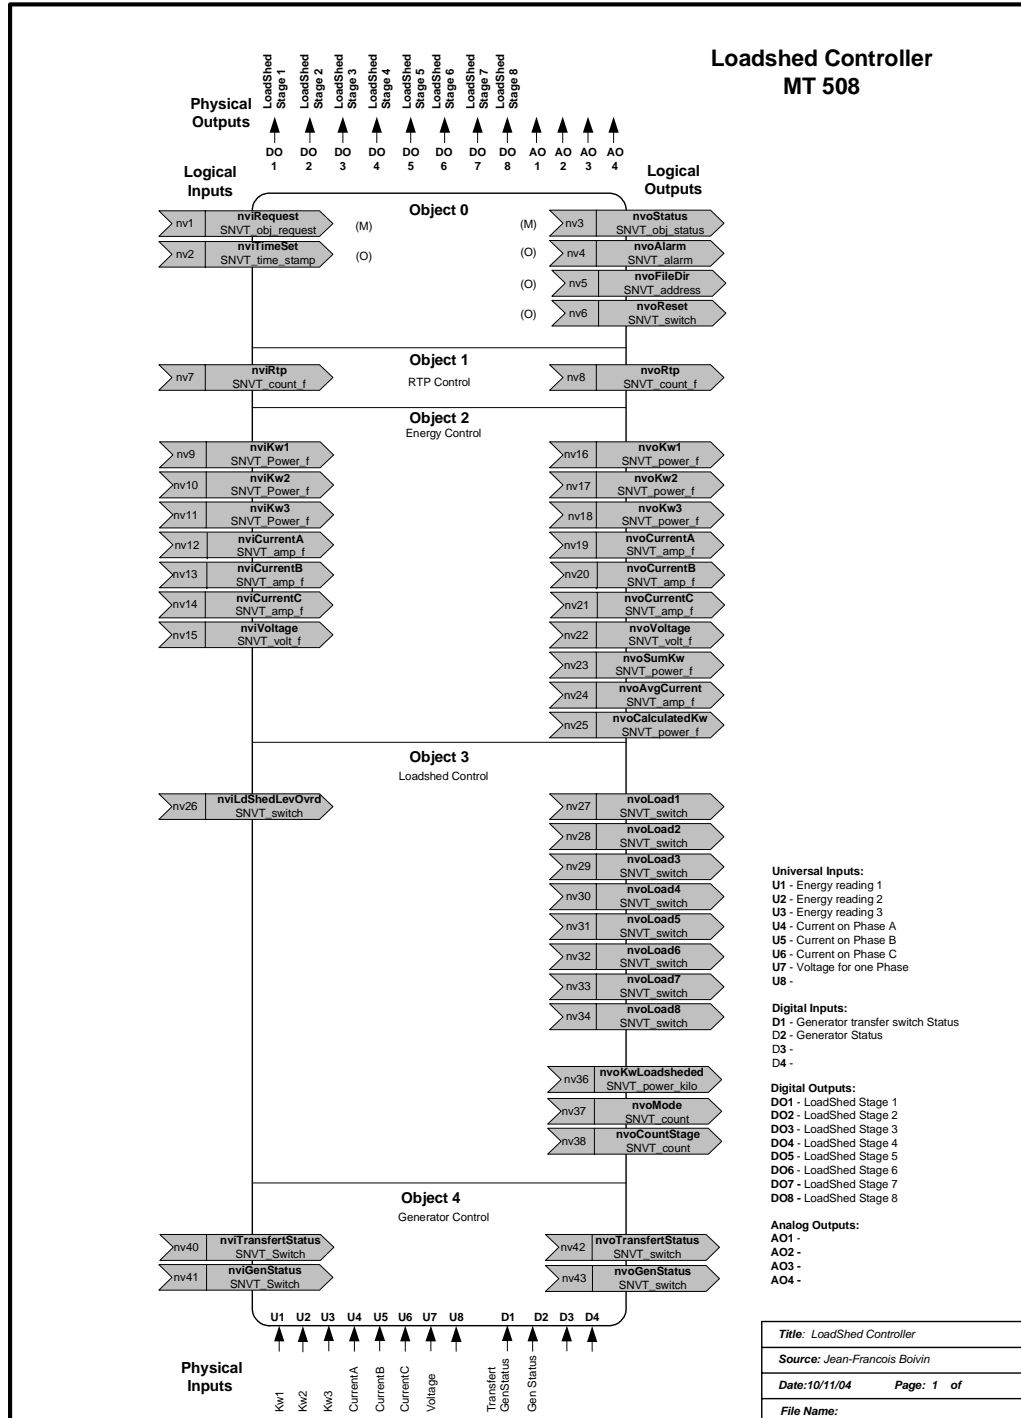 Loadshed Controller
MT 508
Physical
Outputs
LoadShed
Stage 1
LoadShed
Stage 2
LoadShed
Stage 3
LoadShed
Stage 4
LoadShed
Stage 5
LoadShed
Stage 6
LoadShed
Stage 7
LoadShed
Stage 8
DO DO DO DO DO DO DO DO AO AO AO AO
1 2 3 4 5 6 7 8 1 2 3 4
Logical
Inputs
Logical
Outputs
Object 0
nv1 nviRequest
SNVT_obj_request
(M)
(M)
nv3 nvoStatus
SNVT_obj_status
nv2 nviTimeSet
SNVT_time_stamp
(O)
(O)
nv4 nvoAlarm
SNVT_alarm
(O)
nv5 nvoFileDir
SNVT_address
(O)
nv6 nvoReset
SNVT_switch
Object 1
RTP Control
nv7 nviRtp
SNVT_count_f
nv8 nvoRtp
SNVT_count_f
Object 2
Energy Control
nv9 nviKw1
SNVT_Power_f
nv16 nvoKw1
SNVT_power_f
nv10 nviKw2
SNVT_Power_f
nv17 nvoKw2
SNVT_power_f
nv11 nviKw3
SNVT_Power_f
nv18 nvoKw3
SNVT_power_f
nv12 nviCurrentA
SNVT_amp_f
nv19 nvoCurrentA
SNVT_amp_f
nv13 nviCurrentB
SNVT_amp_f
nv20 nvoCurrentB
SNVT_amp_f
nv14 nviCurrentC
SNVT_amp_f
nv21 nvoCurrentC
SNVT_amp_f
nv15 nviVoltage
SNVT_volt_f
nv22 nvoVoltage
SNVT_volt_f
nv23 nvoSumKw
SNVT_power_f
nv24 nvoAvgCurrent
SNVT_amp_f
nv25 nvoCalculatedKw
SNVT_power_f
Object 3
Loadshed Control
nv26 nviLdShedLevOvrd
SNVT_switch
nv27 nvoLoad1
SNVT_switch
nv28 nvoLoad2
SNVT_switch
nv29 nvoLoad3
SNVT_switch
nv30 nvoLoad4
SNVT_switch
nv31 nvoLoad5
SNVT_switch
nv32 nvoLoad6
SNVT_switch
nv33 nvoLoad7
SNVT_switch
nv34 nvoLoad8
SNVT_switch
nv36 nvoKwLoadsheded
SNVT_power_kilo
nv37 nvoMode
SNVT_count
nv38 nvoCountStage
SNVT_count
Object 4
Generator Control
nv40 nviTransfertStatus
SNVT_Switch
nv42 nvoTransfertStatus
SNVT_switch
nv41 nviGenStatus
SNVT_Switch
nv43 nvoGenStatus
SNVT_switch
U1 U2 U3 U4 U5 U6 U7 U8 D1 D2 D3 D4
Physical
Inputs
Kw1
Kw2
Kw3
CurrentA
CurrentB
CurrentC
Voltage
Transfert
GenStatus
Gen Status
Universal Inputs:
U1 - Energy reading 1
U2 - Energy reading 2
U3 - Energy reading 3
U4 - Current on Phase A
U5 - Current on Phase B
U6 - Current on Phase C
U7 - Voltage for one Phase
U8 -
Digital Inputs:
D1 - Generator transfer switch Status
D2 - Generator Status
D3 -
D4 -
Digital Outputs:
DO1 - LoadShed Stage 1
DO2 - LoadShed Stage 2
DO3 - LoadShed Stage 3
DO4 - LoadShed Stage 4
DO5 - LoadShed Stage 5
DO6 - LoadShed Stage 6
DO7 - LoadShed Stage 7
DO8 - LoadShed Stage 8
Analog Outputs:
AO1 -
AO2 -
AO3 -
AO4 -
Title: LoadShed Controller
Source: Jean-Francois Boivin
Date:10/11/04 Page: 1 of
File Name: